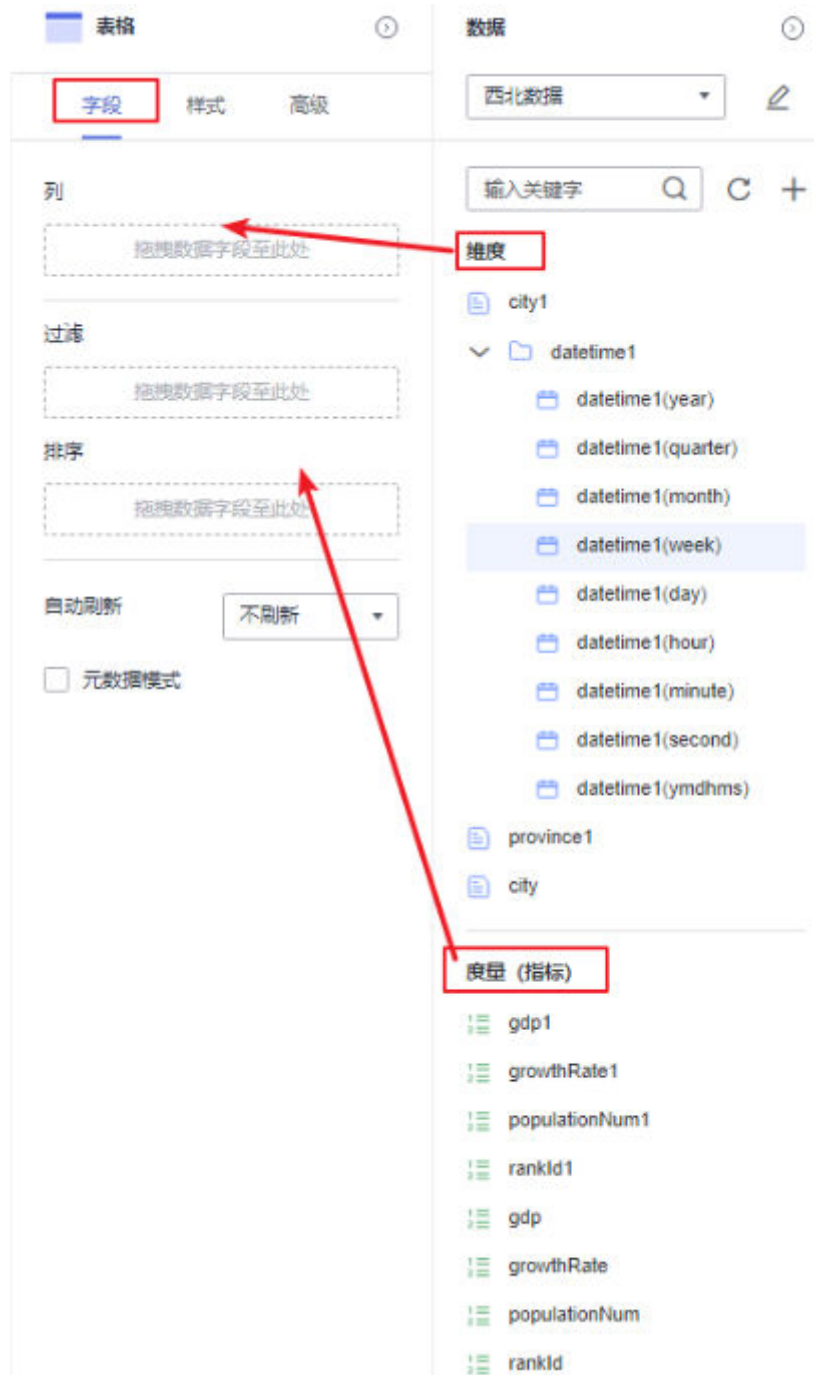 表格
字段 样式 高级
列
拖拽数据字段至此处
过滤
拖拽数据字段至此处
排序
拖拽数据字段至此处
自动刷新 不刷新
元数据模式
数据
西北数据
输入关键字
维度
city1
datetime1
datetime1(year)
datetime1(quarter)
datetime1(month)
datetime1(week)
datetime1(day)
datetime1(hour)
datetime1(minute)
datetime1(second)
datetime1(ymdhms)
province1
city
度量 (指标)
gdp1
growthRate1
populationNum1
rankId1
gdp
growthRate
populationNum
rankId